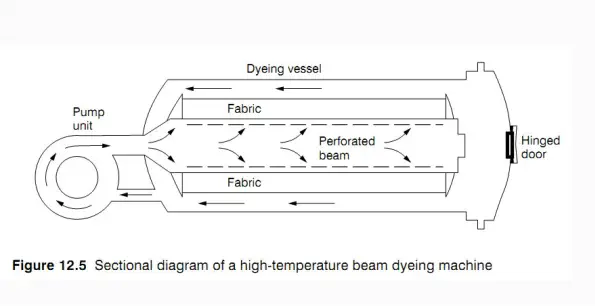 Dyeing vessel
Pump
unit
Fabric
Perforated
beam
Hinged
door
Fabric
Figure 12.5 Sectional diagram of a high-temperature beam dyeing machine